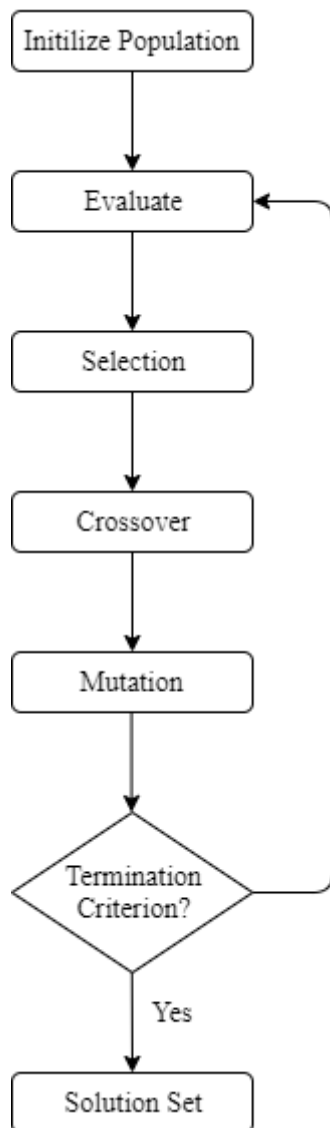 Initilize Population
Evaluate
Selection
Crossover
Mutation
Termination
Criterion?
Yes
Solution Set